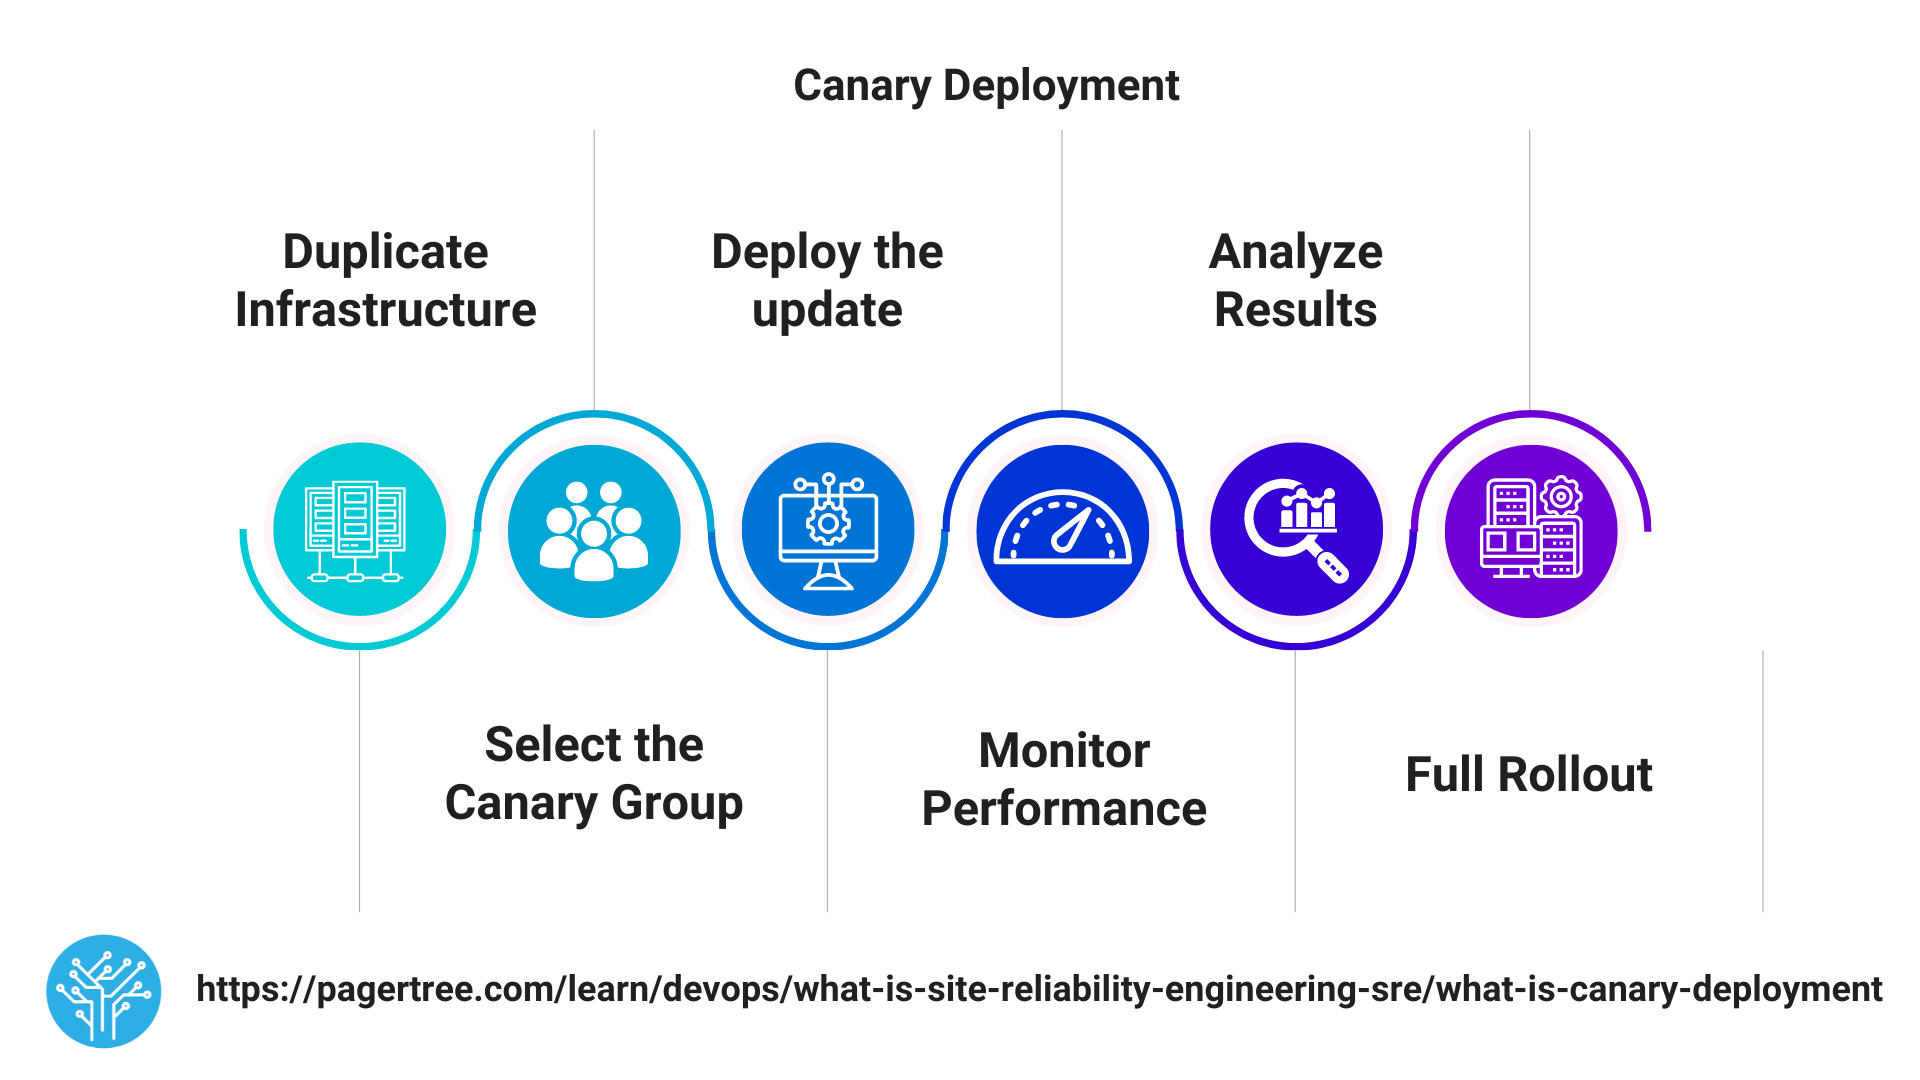 Canary Deployment
Duplicate
Infrastructure
Select the
Canary Group
Deploy the
update
Monitor
Performance
Analyze
Results
Full Rollout
https://pagertree.com/learn/devops/what-is-site-reliability-engineering-sre/what-is-canary-deployment